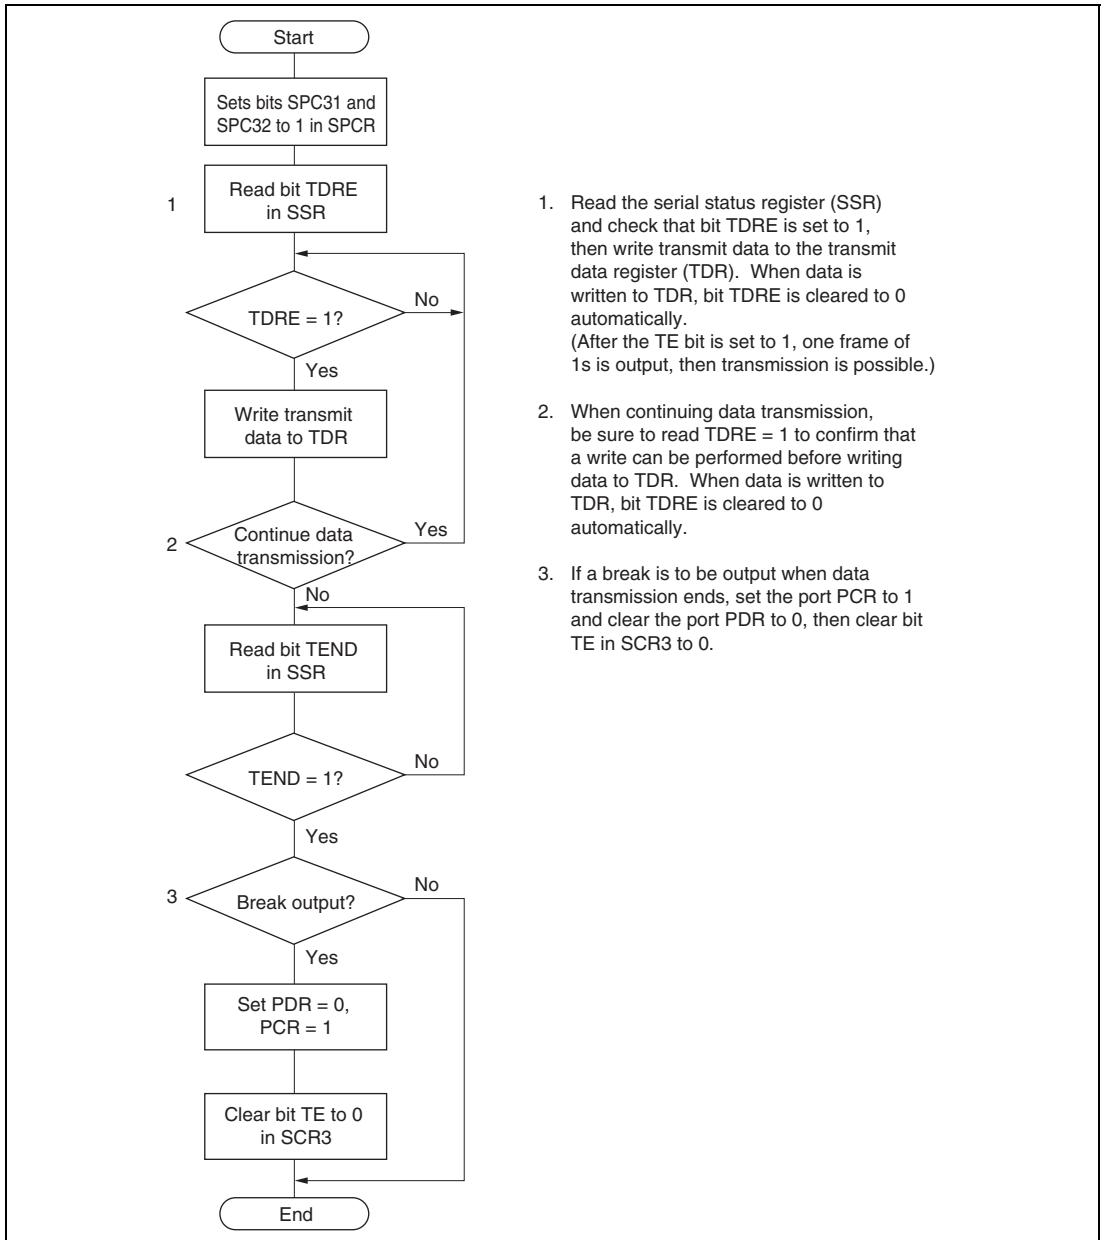 Start
Sets bits SPC31 and
SPC32 to 1 in SPCR
1
Read bit TDRE
in SSR
TDRE = 1?
No
Yes
Write transmit
data to TDR
2
Continue data
transmission?
Yes
No
Read bit TEND
in SSR
TEND = 1?
No
Yes
3
Break output?
No
Yes
Set PDR = 0,
PCR = 1
Clear bit TE to 0
in SCR3
End
1. Read the serial status register (SSR)
and check that bit TDRE is set to 1,
then write transmit data to the transmit
data register (TDR). When data is
written to TDR, bit TDRE is cleared to 0
automatically.
(After the TE bit is set to 1, one frame of
1s is output, then transmission is possible.)
2. When continuing data transmission,
be sure to read TDRE = 1 to confirm that
a write can be performed before writing
data to TDR. When data is written to
TDR, bit TDRE is cleared to 0
automatically.
3. If a break is to be output when data
transmission ends, set the port PCR to 1
and clear the port PDR to 0, then clear bit
TE in SCR3 to 0.